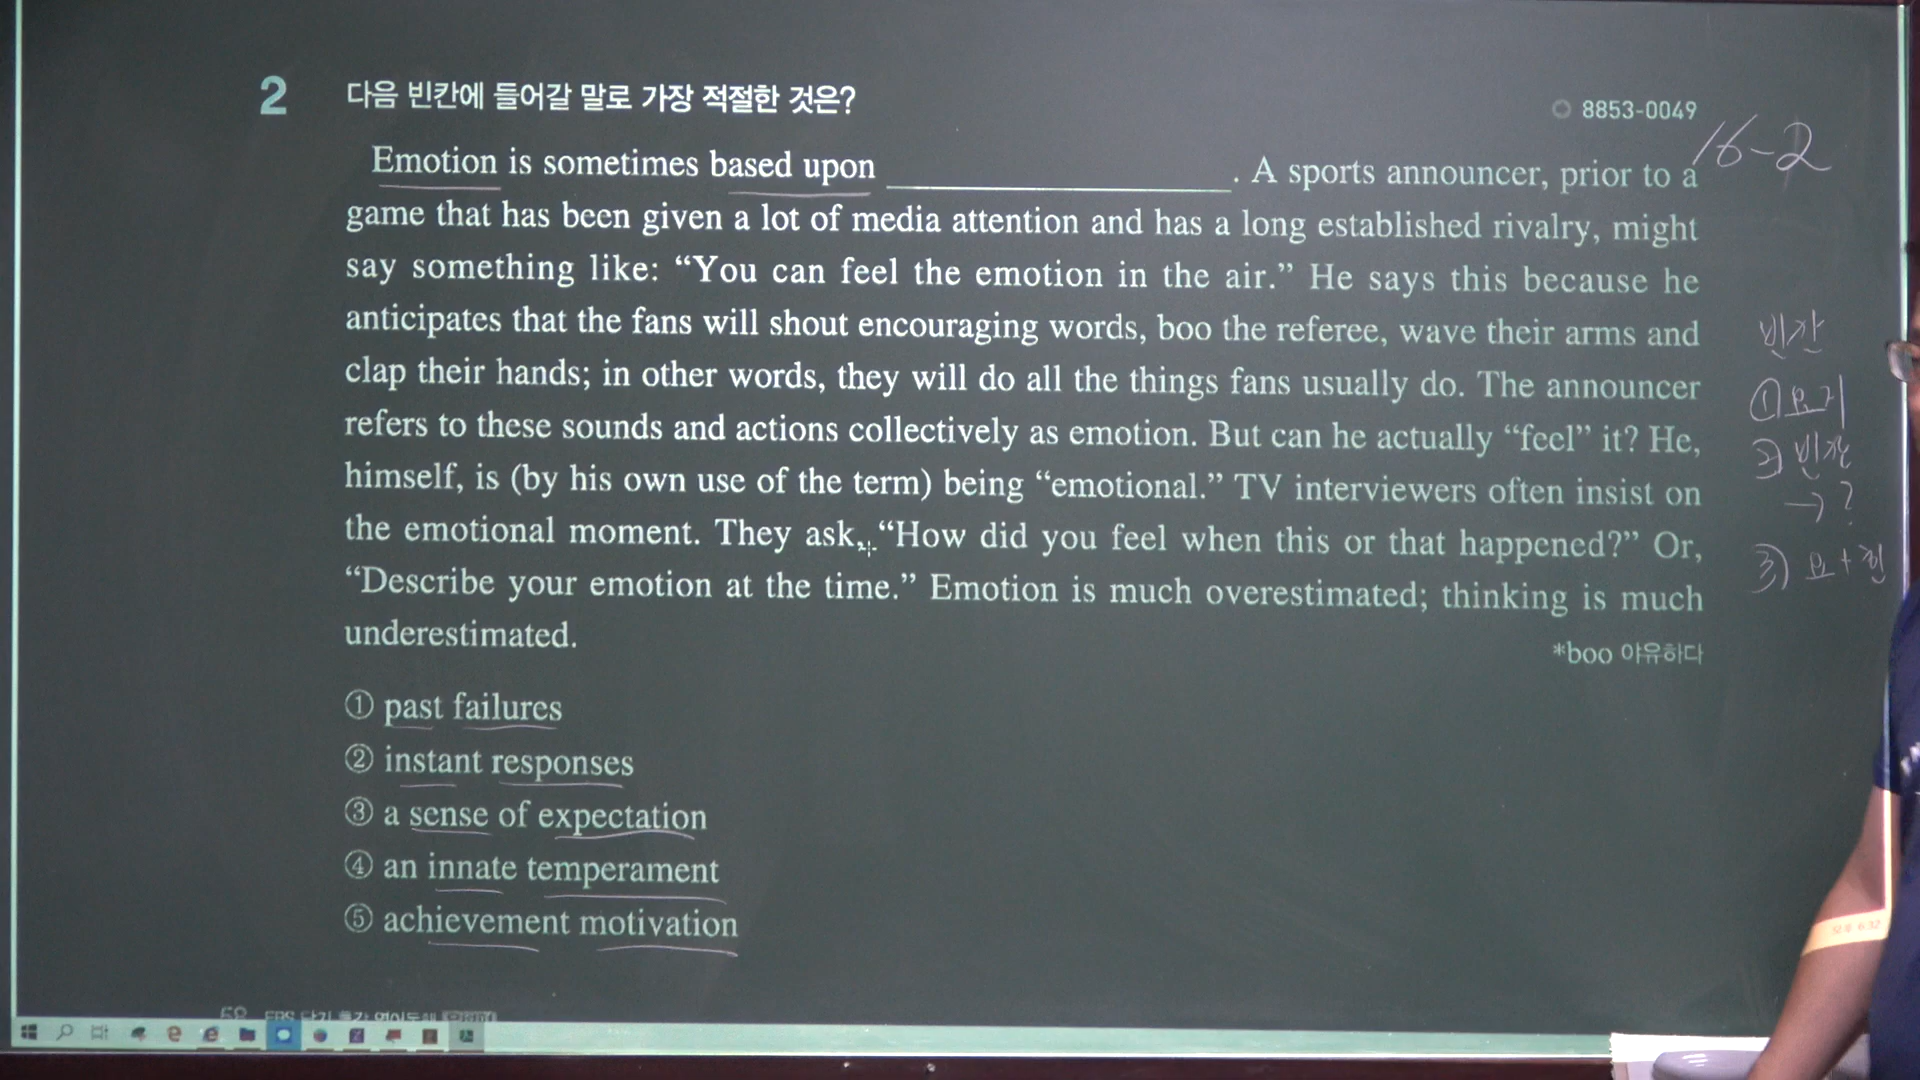 2 다음 빈칸에 들어갈 말로 가장 적절한 것은?
8853-0049
16-2
Emotion is sometimes based upon ____________. A sports announcer, prior to a
game that has been given a lot of media attention and has a long established rivalry, might
say something like: “You can feel the emotion in the air.” He says this because he
anticipates that the fans will shout encouraging words, boo the referee, wave their arms and
clap their hands; in other words, they will do all the things fans usually do. The announcer
refers to these sounds and actions collectively as emotion. But can he actually “feel” it? He,
himself, is (by his own use of the term) being “emotional.” TV interviewers often insist on
the emotional moment. They ask, “How did you feel when this or that happened?” Or,
“Describe your emotion at the time.” Emotion is much overestimated; thinking is much
underestimated.
*boo 야유하다
빈칸
①요지
2) 빈칸
→ ?
① past failures
② instant responses
③ a sense of expectation
④ an innate temperament
⑤ achievement motivation